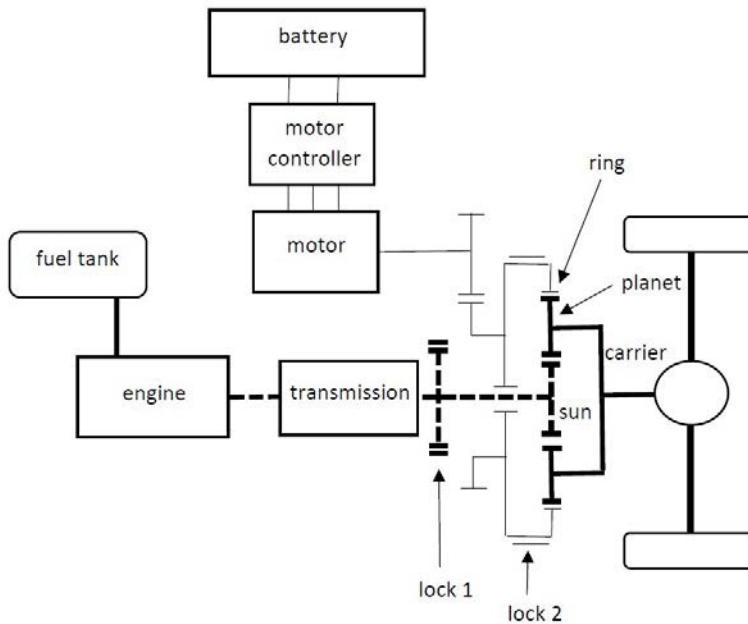 battery
motor
controller
ring
motor
fuel tank
planet
carrier
engine
transmission
sun
lock 1
lock 2